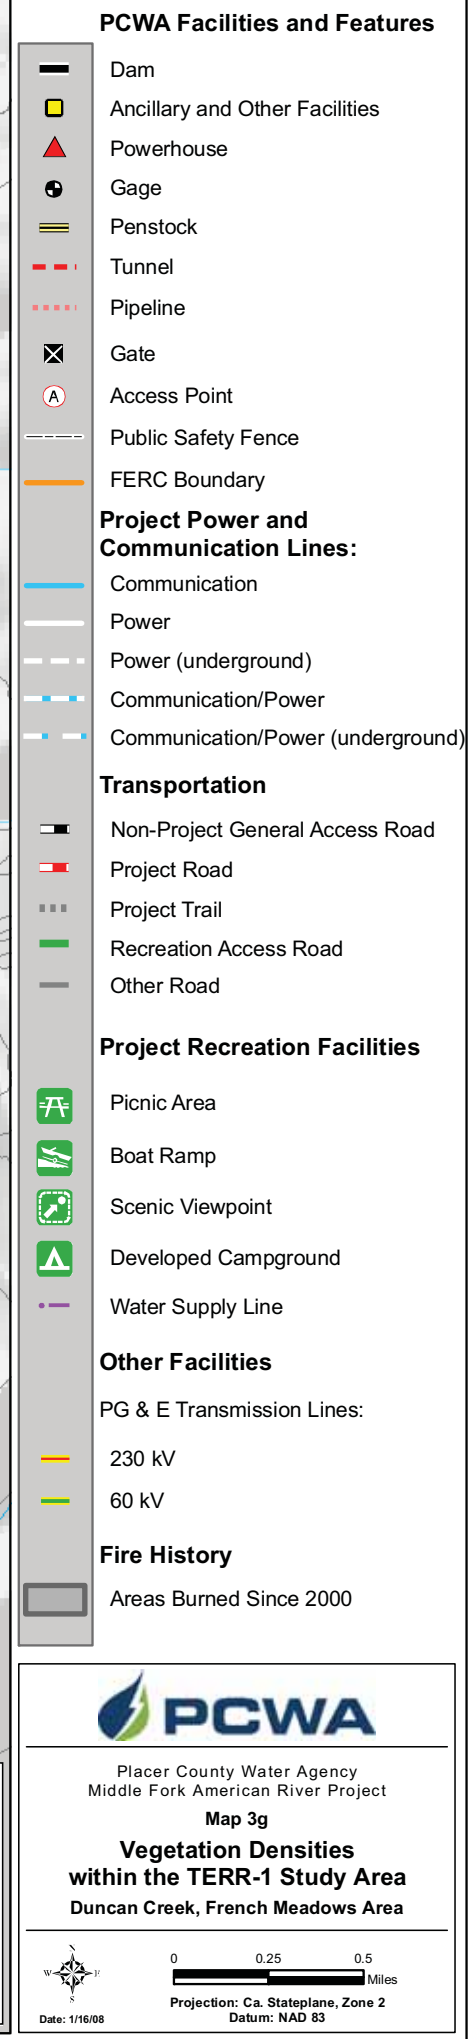 PCWA Facilities and Features
Dam
Ancillary and Other Facilities
Powerhouse
Gage
Penstock
Tunnel
Pipeline
Gate
A
Access Point
Public Safety Fence
FERC Boundary
Project Power and
Communication Lines:
Communication
Power
Power (underground)
Communication/Power
Communication/Power (underground)
Transportation
Non-Project General Access Road
Project Road
Project Trail
Recreation Access Road
Other Road
Project Recreation Facilities
Picnic Area
Boat Ramp
Scenic Viewpoint
Developed Campground
Water Supply Line
Other Facilities
PG & E Transmission Lines:
230 kV
60 kV
Fire History
Areas Burned Since 2000
PCWA
Placer County Water Agency
Middle Fork American River Project
Map 3g
Vegetation Densities
within the TERR-1 Study Area
Duncan Creek, French Meadows Area
N
W E
S
0 0.25 0.5
Miles
Projection: Ca. Stateplane, Zone 2
Date: 1/16/08 Datum: NAD 83